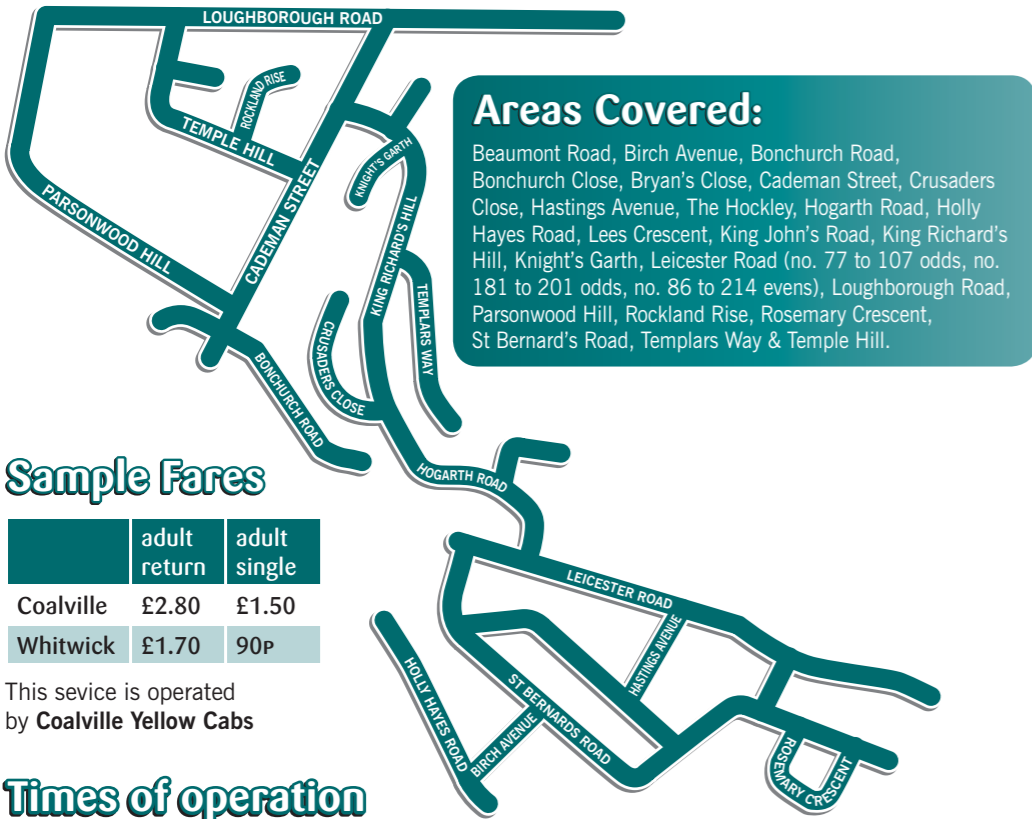 LOUGHBOROUGH ROAD
ROCKLAND RISE
TEMPLE HILL
KNIGHT'S GARTH
CADEMAN STREET
PARSONWOOD HILL
KING RICHARD'S HILL
TEMPLARS WAY
CRUSADERS CLOSE
BONCHURCH ROAD
HOGARTH ROAD
LEICESTER ROAD
HASTINGS AVENUE
ST BERNARDS ROAD
HOLLY HAYES ROAD
BIRCH AVENUE
ROSEMARY CRESCENT
Areas Covered:
Beaumont Road, Birch Avenue, Bonchurch Road,
Bonchurch Close, Bryan's Close, Cademan Street, Crusaders
Close, Hastings Avenue, The Hockley, Hogarth Road, Holly
Hayes Road, Lees Crescent, King John's Road, King Richard's
Hill, Knight's Garth, Leicester Road (no. 77 to 107 odds, no.
181 to 201 odds, no. 86 to 214 evens), Loughborough Road,
Parsonwood Hill, Rockland Rise, Rosemary Crescent,
St Bernard's Road, Templars Way & Temple Hill.
Sample Fares
adult return adult single
Coalville £2.80 £1.50
Whitwick £1.70 90P
This sevice is operated
by Coalville Yellow Cabs
Times of operation